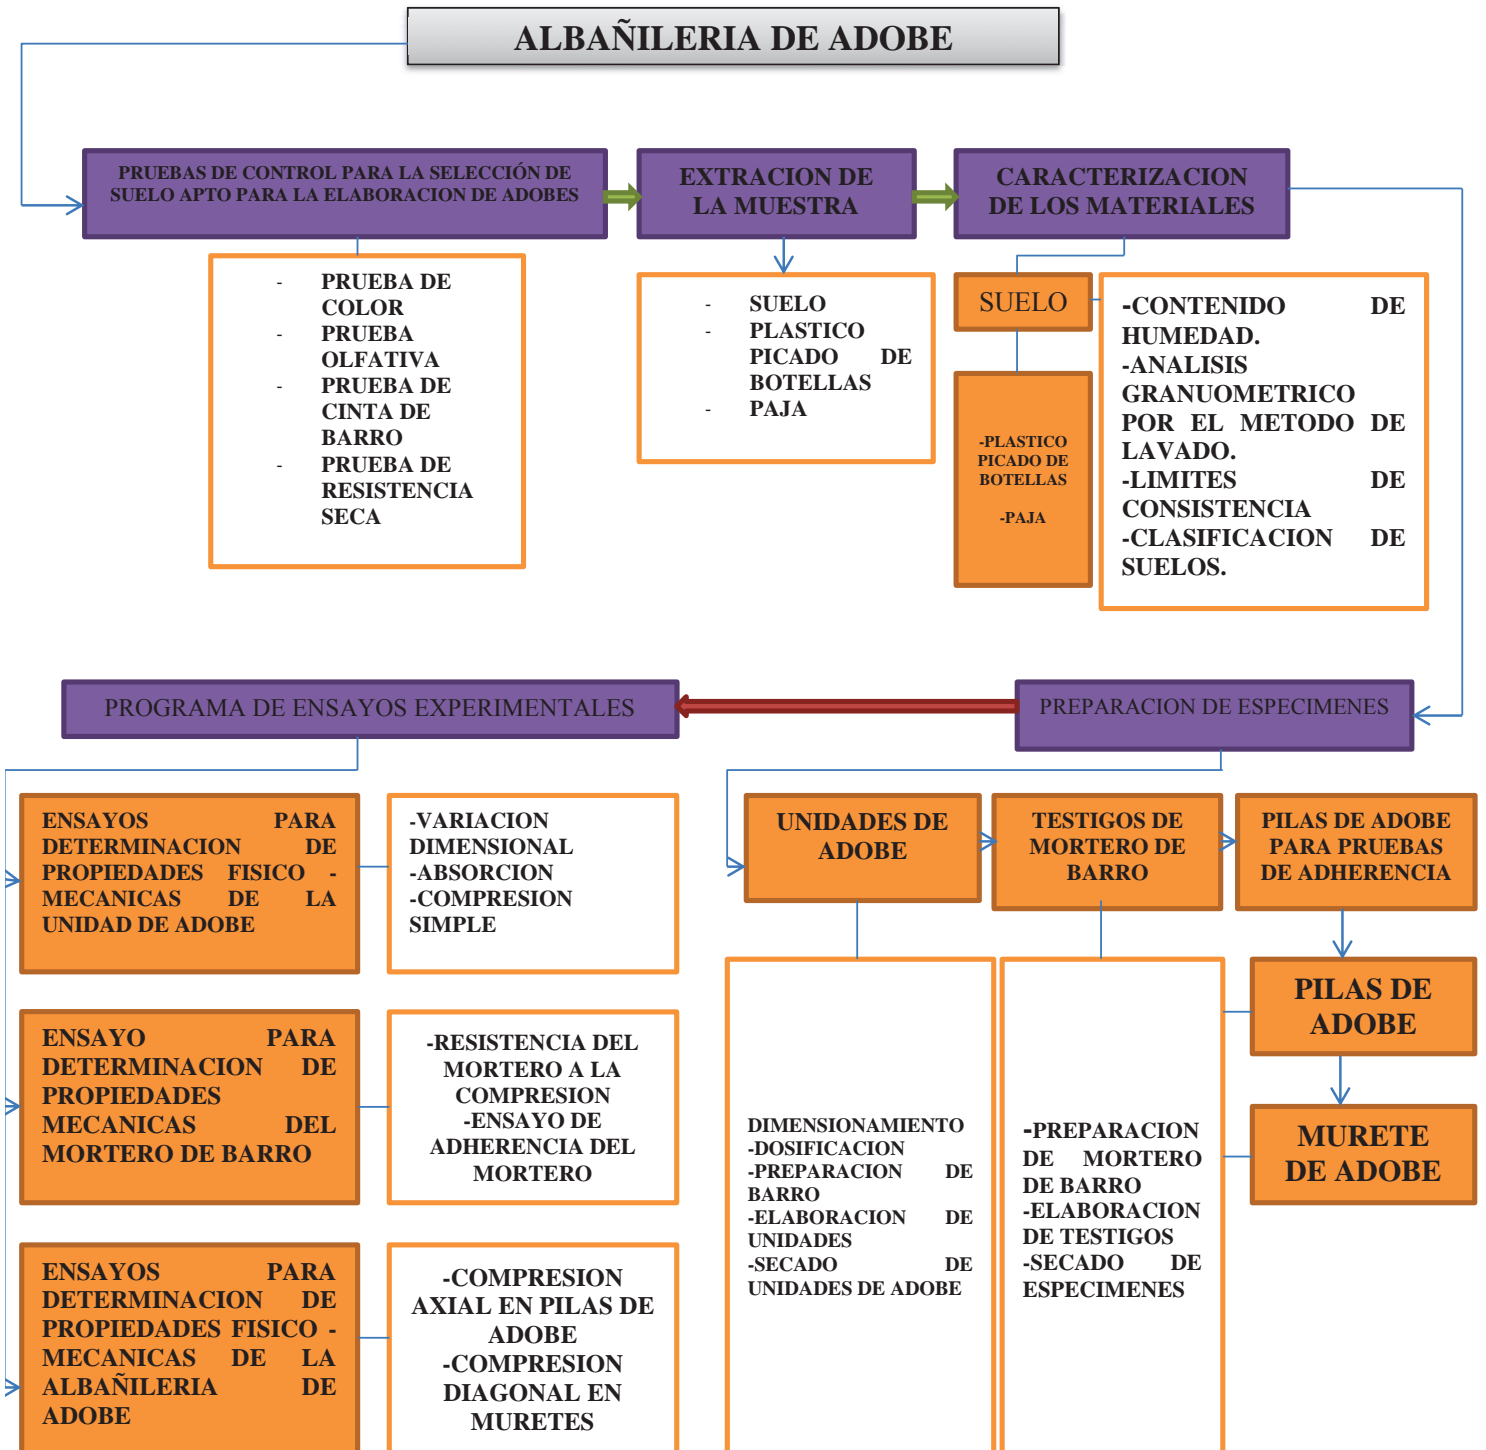 ALBAÑILERIA DE ADOBE
PRUEBAS DE CONTROL PARA LA SELECCIÓN DE
SUELO APTO PARA LA ELABORACION DE ADOBES
EXTRACION DE
LA MUESTRA
CARACTERIZACION
DE LOS MATERIALES
- PRUEBA DE
COLOR
- PRUEBA
OLFATIVA
- PRUEBA DE
CINTA DE
BARRO
- PRUEBA DE
RESISTENCIA
SECA
- SUELO
- PLASTICO
PICADO DE
BOTELLAS
- PAJA
SUELO
-PLASTICO
PICADO DE
BOTELLAS
-PAJA
-CONTENIDO DE
HUMEDAD.
-ANALISIS
GRANUOMETRICO
POR EL METODO DE
LAVADO.
-LIMITES DE
CONSISTENCIA
-CLASIFICACION DE
SUELOS.
PROGRAMA DE ENSAYOS EXPERIMENTALES
PREPARACION DE ESPECIMENES
ENSAYOS PARA
DETERMINACION DE
PROPIEDADES FISICO -
MECANICAS DE LA
UNIDAD DE ADOBE
-VARIACION
DIMENSIONAL
-ABSORCION
-COMPRESION
SIMPLE
ENSAYO PARA
DETERMINACION DE
PROPIEDADES
MECANICAS DEL
MORTERO DE BARRO
-RESISTENCIA DEL
MORTERO A LA
COMPRESION
-ENSAYO DE
ADHERENCIA DEL
MORTERO
ENSAYOS PARA
DETERMINACION DE
PROPIEDADES FISICO -
MECANICAS DE LA
ALBAÑILERIA DE
ADOBE
-COMPRESION
AXIAL EN PILAS DE
ADOBE
-COMPRESION
DIAGONAL EN
MURETES
UNIDADES DE
ADOBE
TESTIGOS DE
MORTERO DE
BARRO
PILAS DE ADOBE
PARA PRUEBAS
DE ADHERENCIA
DIMENSIONAMIENTO
-DOSIFICACION
-PREPARACION DE
BARRO
-ELABORACION DE
UNIDADES
-SECADO DE
UNIDADES DE ADOBE
-PREPARACION
DE MORTERO
DE BARRO
-ELABORACION
DE TESTIGOS
-SECADO DE
ESPECIMENES
PILAS DE
ADOBE
MURETE
DE ADOBE